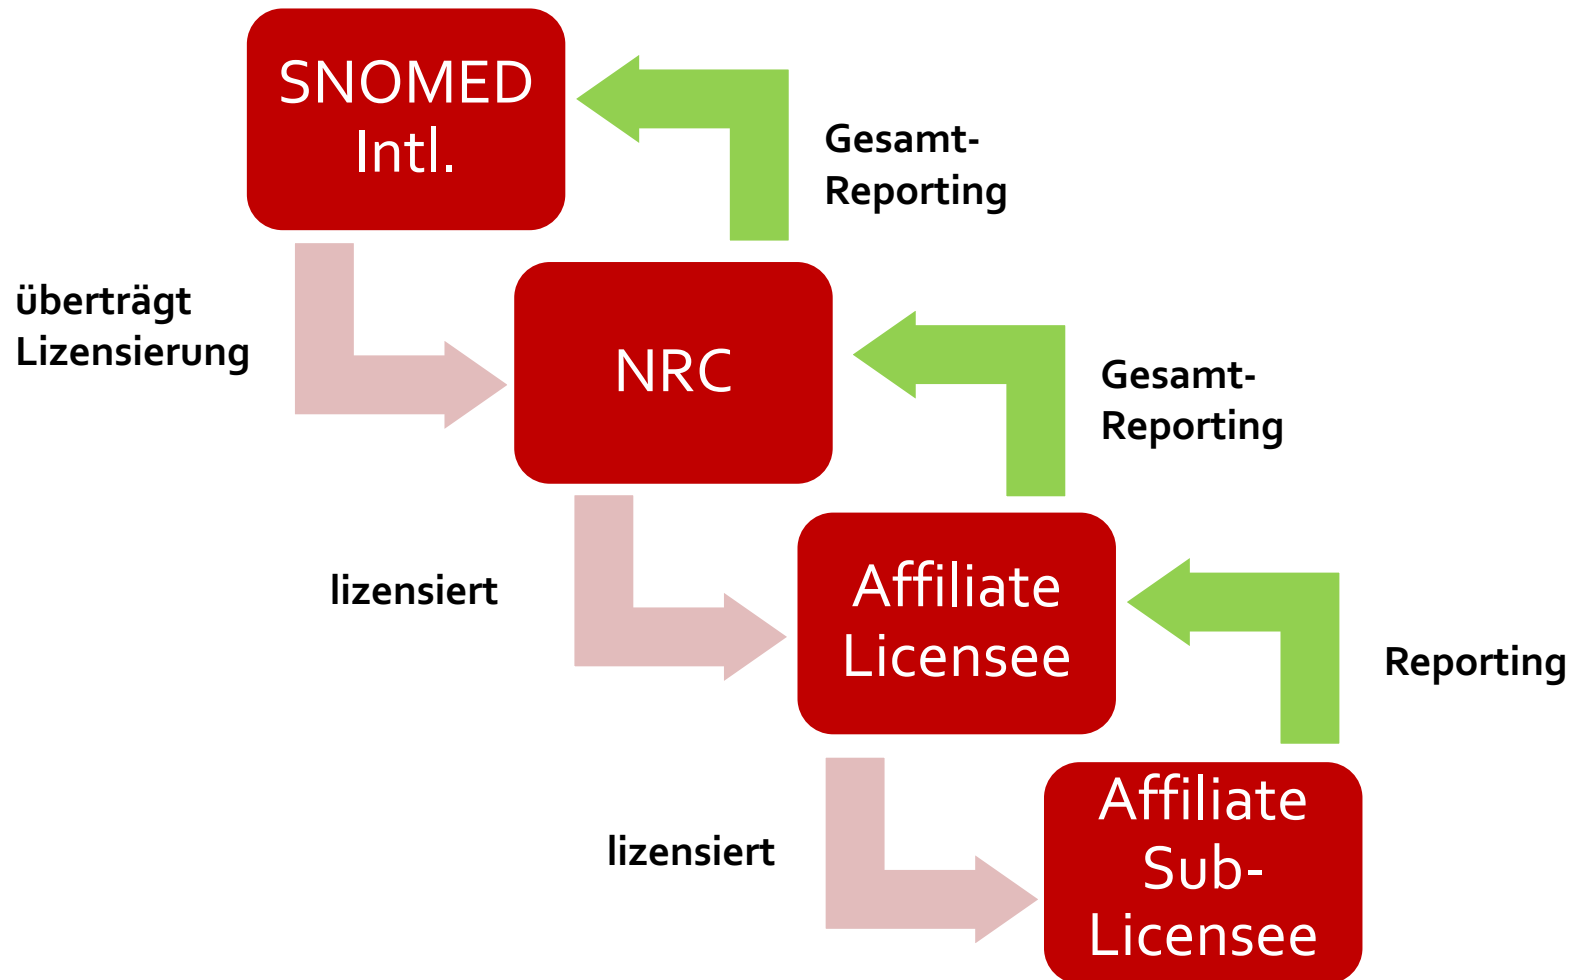 SNOMED
Intl.
Gesamt-
Reporting
überträgt
Lizensierung
NRC
Gesamt-
Reporting
lizensiert
Affiliate
Licensee
Reporting
lizensiert
Affiliate
Sub-
Licensee